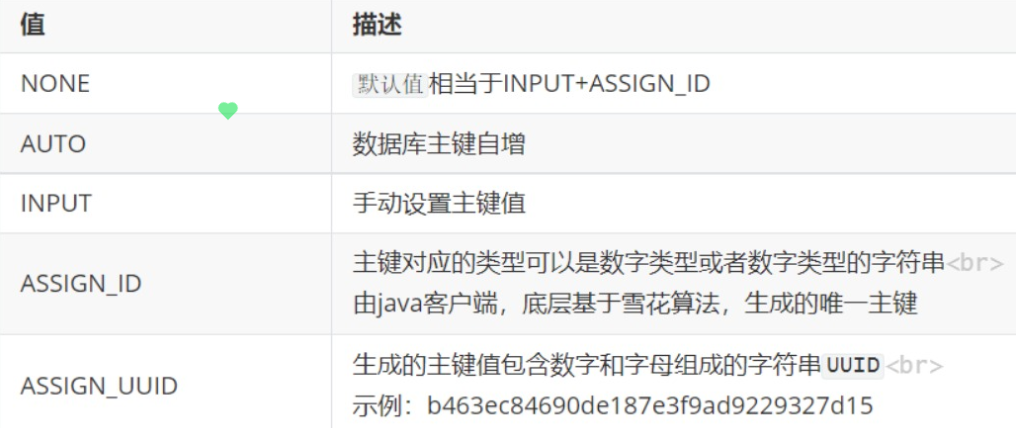 值 描述
NONE 默认值相当于INPUT+ASSIGN_ID
AUTO 数据库主键自增
INPUT 手动设置主键值
主键对应的类型可以是数字类型或者数字类型的字符串<br>
ASSIGN_ID
由java客户端，底层基于雪花算法，生成的唯一主键
生成的主键值包含数字和字母组成的字符串UUID<br>
ASSIGN_UUID
示例：b463ec84690de187e3f9ad9229327d15